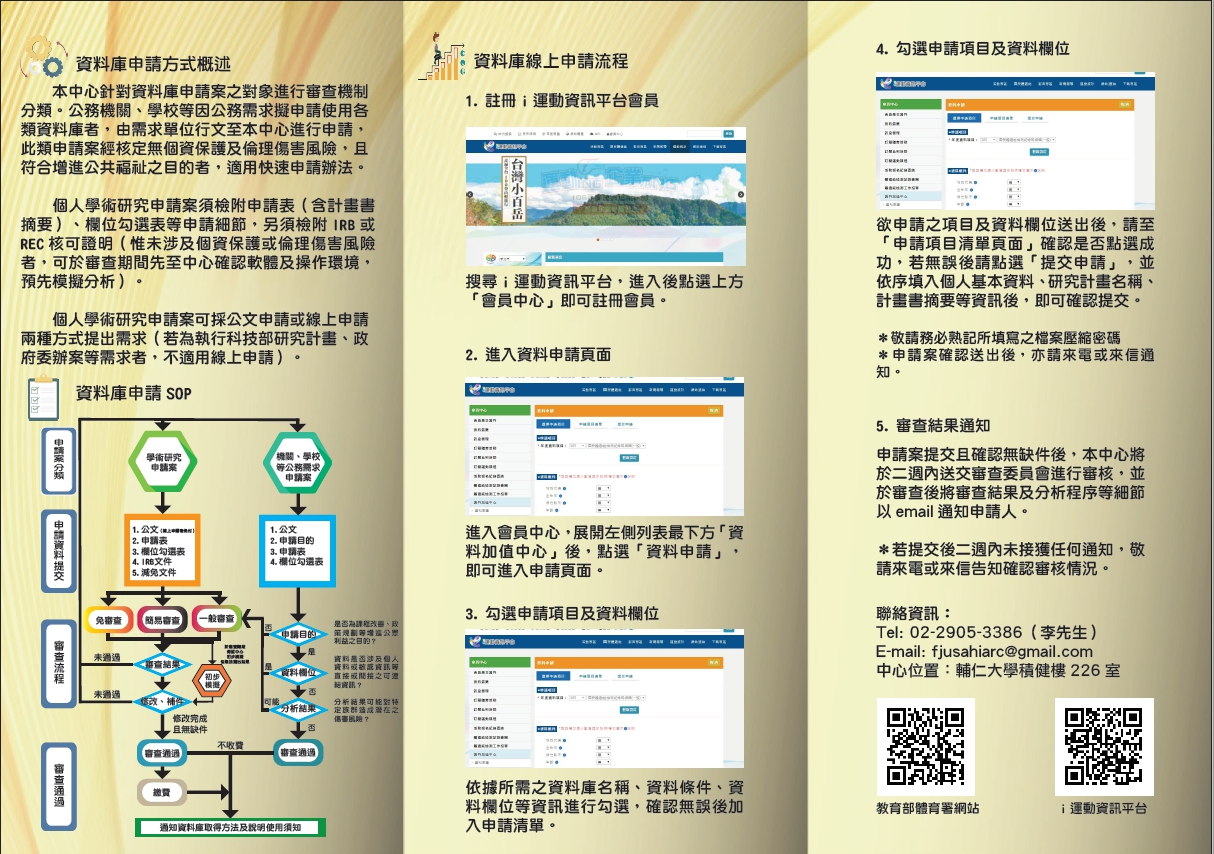 資料庫申請方式概述
本中心針對資料庫申請案之對象進行審查機制
分類。公務機關、學校等因公務需求擬申請使用各
類資料庫者，由需求單位行文至本中心進行申請，
此類申請案經核定無個資保護及倫理傷害風險，且
符合增進公共福祉之目的者，適用快速申請辦法。
個人學術研究申請案須檢附申請表（含計畫書
摘要）、欄位勾選表等申請細節，另須檢附 IRB 或
REC 核可證明（惟未涉及個資保護或倫理傷害風險
者，可於審查期間先至中心確認軟體及操作環境，
預先模擬分析）。
個人學術研究申請案可採公文申請或線上申請
兩種方式提出需求（若為執行科技部研究計畫、政
府委辦案等需求者，不適用線上申請）。
資料庫申請 SOP
申請案分類
學術研究
申請案
機關、學校
等公務需求
申請案
申請資料提交
1. 公文
2. 申請表
3. 欄位勾選表
4. IRB文件
5. 減免文件
1. 公文
2. 申請目的
3. 申請表
4. 欄位勾選表
審查流程
免審查
簡易審查
一般審查
否
申請目的
是否為課程改善、政
策規劃等增進公眾
利益之目的？
是
未通過
審查結果
初步
模擬
是
資料欄位
資料是否涉及個人
資料或敏感資訊等
直接或間接之可連
結資訊？
否
未通過
修改、補件
可能
分析結果
分析結果可能對特
定族群造成潛在之
傷害風險？
修改完成
且無缺件
否
審查通過
審查通過
不收費
審查通過
繳費
通知資料庫取得方法及說明使用須知
資料庫線上申請流程
1. 註冊 i 運動資訊平台會員
i運動資訊平台
台灣小百岳
搜尋 i 運動資訊平台，進入後點選上方
「會員中心」即可註冊會員。
2. 進入資料申請頁面
i運動資訊平台
進入會員中心，展開左側列表最下方「資
料加值中心」後，點選「資料申請」，
即可進入申請頁面。
3. 勾選申請項目及資料欄位
i運動資訊平台
依據所需之資料庫名稱、資料條件、資
料欄位等資訊進行勾選，確認無誤後加
入申請清單。
4. 勾選申請項目及資料欄位
i運動資訊平台
欲申請之項目及資料欄位送出後，請至
「申請項目清單頁面」確認是否點選成
功，若無誤後請點選「提交申請」，並
依序填入個人基本資料、研究計畫名稱、
計畫書摘要等資訊後，即可確認提交。
＊敬請務必熟記所填寫之檔案壓縮密碼
＊申請案確認送出後，亦請來電或來信通
知。
5. 審查結果通知
申請案提交且確認無缺件後，本中心將
於二週內送交審查委員會進行審核，並
於審查後將審查結果及分析程序等細節
以 email 通知申請人。
＊若提交後二週內未接獲任何通知，敬
請來電或來信告知確認審核情況。
聯絡資訊：
Tel: 02-2905-3386（李先生）
E-mail: fjusahiarc@gmail.com
中心位置：輔仁大學積健樓 226 室
教育部體育署網站
i 運動資訊平台